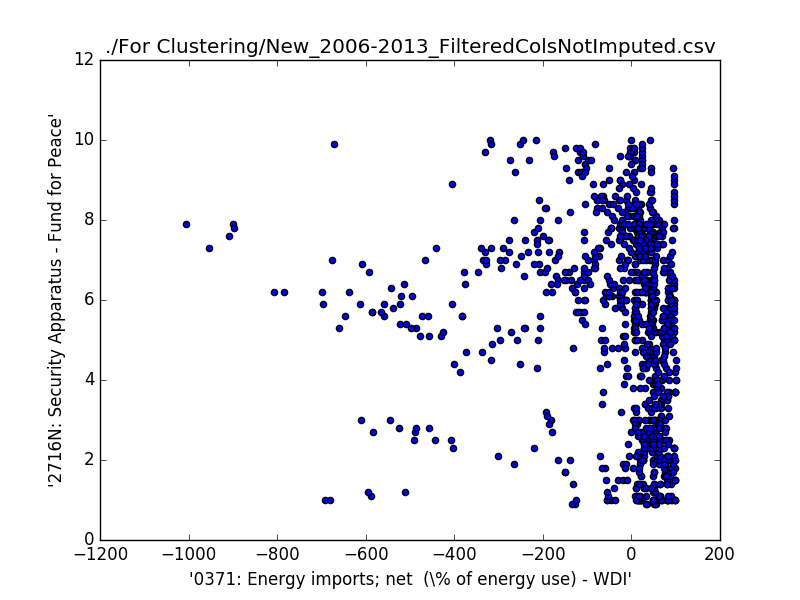 ./For Clustering/New_2006-2013_FilteredColsNotImputed.csv
12
10
8
6
4
2
0
'2716N: Security Apparatus - Fund for Peace'
−1200 −1000 −800 −600 −400 −200 0 200
'0371: Energy imports; net  (\% of energy use) - WDI'